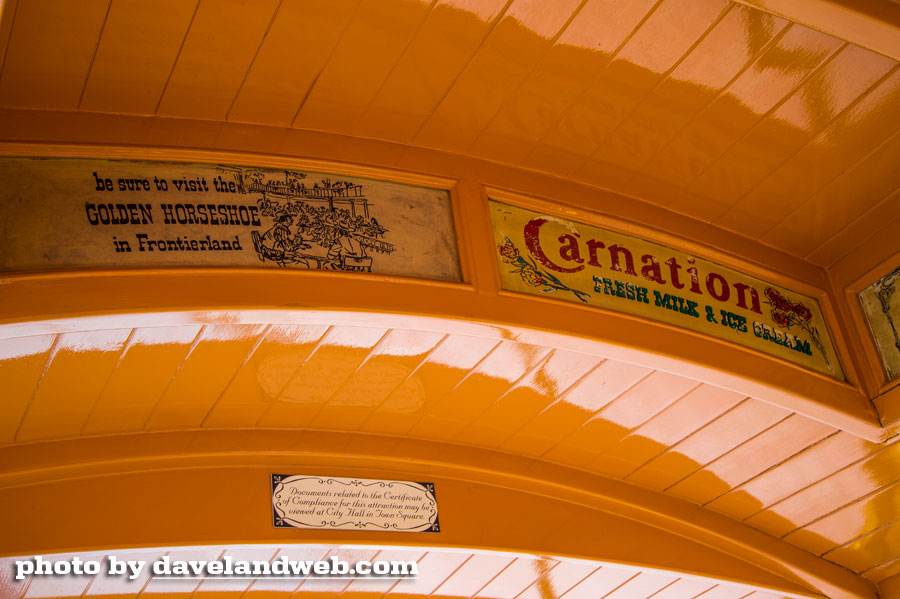 be sure to visit the
GOLDEN HORSESHOE
in Frontierland
Carnation
FRESH MILK & ICE CREAM
Documents related to the Certificate
of Compliance for this attraction may be
viewed at City Hall in Town Square.
photo by davelandweb.com